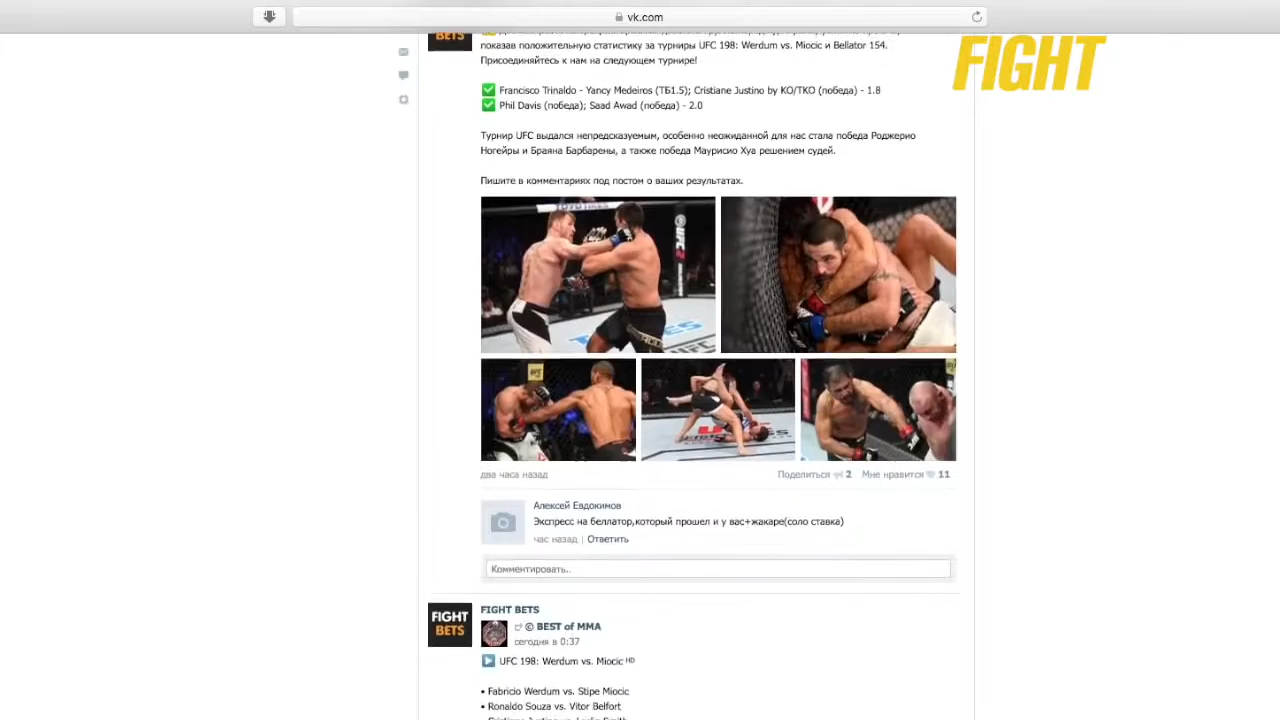 vk.com
FIGHT
BETS
показав положительную статистику за турниры UFC 198: Werdum vs. Miocic и Bellator 154.
Присоединяйтесь к нам на следующем турнире!
Francisco Trinaldo - Yancy Medeiros (ТБ1.5); Cristiane Justino by KO/TKO (победа) - 1.8
Phil Davis (победа); Saad Awad (победа) - 2.0
Турнир UFC выдался непредсказуемым, особенно неожиданной для нас стала победа Роджерио
Ногейры и Браяна Барбарены, а также победа Маурисио Хуа решением судей.
Пишите в комментариях под постом о ваших результатах.
два часа назад
Поделиться 2 Мне нравится 11
Алексей Евдокимов
Экспресс на беллатор,который прошел и у вас+жакаре(соло ставка)
час назад | Ответить
Комментировать..
FIGHT
BETS
FIGHT BETS
© BEST of MMA
сегодня в 0:37
UFC 198: Werdum vs. Miocic HD
• Fabricio Werdum vs. Stipe Miocic
• Ronaldo Souza vs. Vitor Belfort